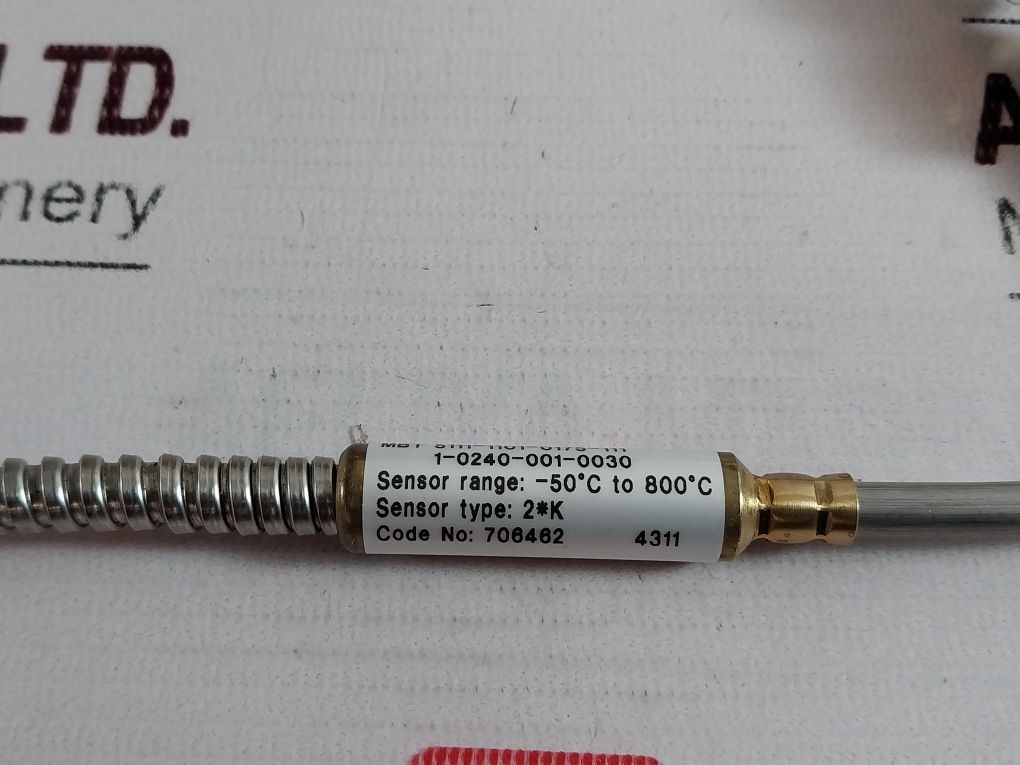 LTD.
nery
A
1-0240-001-0030
Sensor range: -50°C to 800°C
Sensor type: 2*K
Code No: 706462 4311